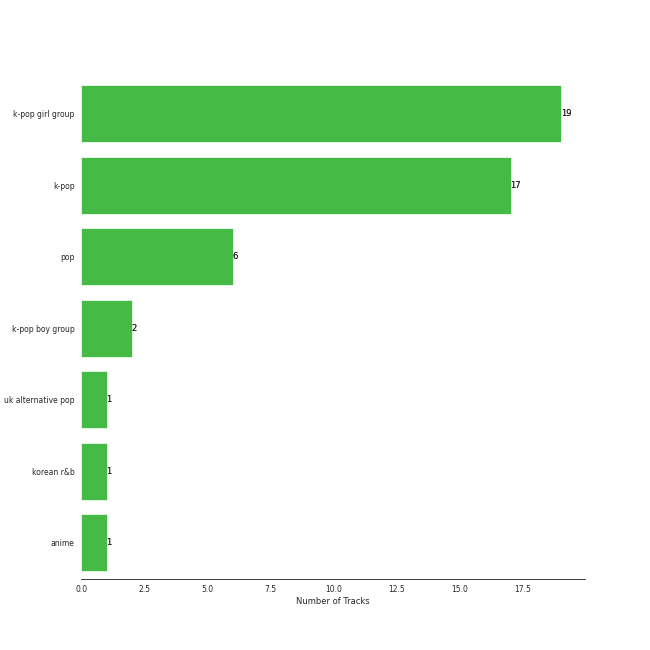 k-pop girl group 19
k-pop 17
pop 6
k-pop boy group 2
uk alternative pop 1
korean r&b 1
anime 1
0.0 2.5 5.0 7.5 10.0 12.5 15.0 17.5
Number of Tracks